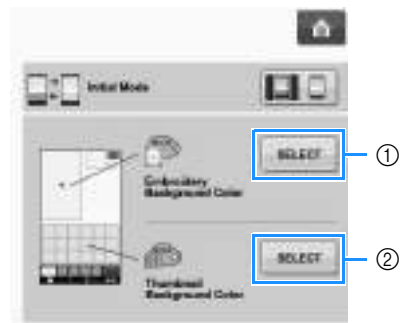 Initial Mode
SELECT
①
Embroidery
Background Color
SELECT
②
Thumbnail
Background Color